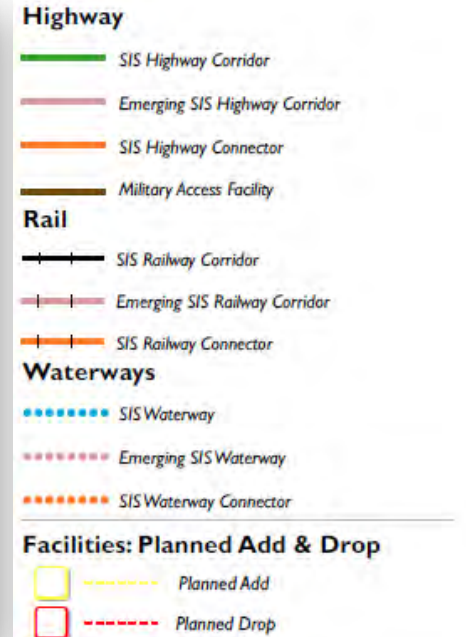 Highway
SIS Highway Corridor
Emerging SIS Highway Corridor
SIS Highway Connector
Military Access Facility
Rail
SIS Railway Corridor
Emerging SIS Railway Corridor
SIS Railway Connector
Waterways
SIS Waterway
Emerging SIS Waterway
SIS Waterway Connector
Facilities: Planned Add & Drop
Planned Add
Planned Drop